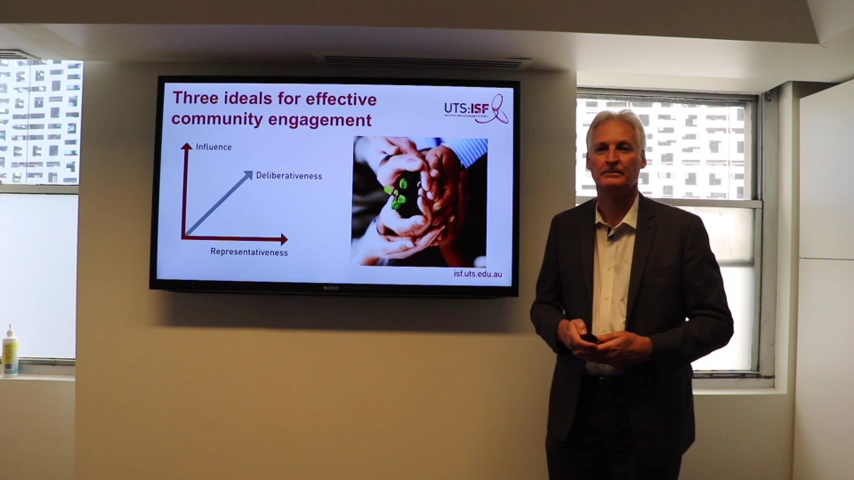 Three ideals for effective
community engagement
UTS:ISF
Influence
Deliberativeness
Representativeness
isf.uts.edu.au
SONY